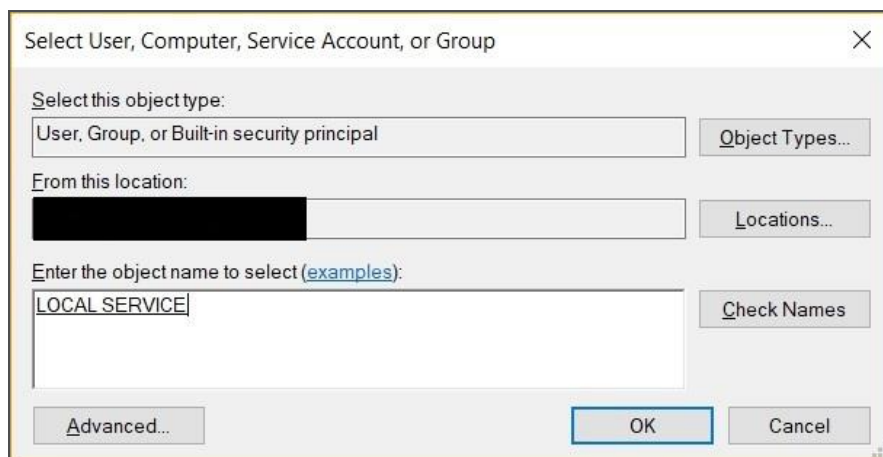 Select User, Computer, Service Account, or Group
Select this object type:
User, Group, or Built-in security principal
Object Types...
From this location:
Locations...
Enter the object name to select (examples):
LOCAL SERVICE
Check Names
Advanced...
OK
Cancel